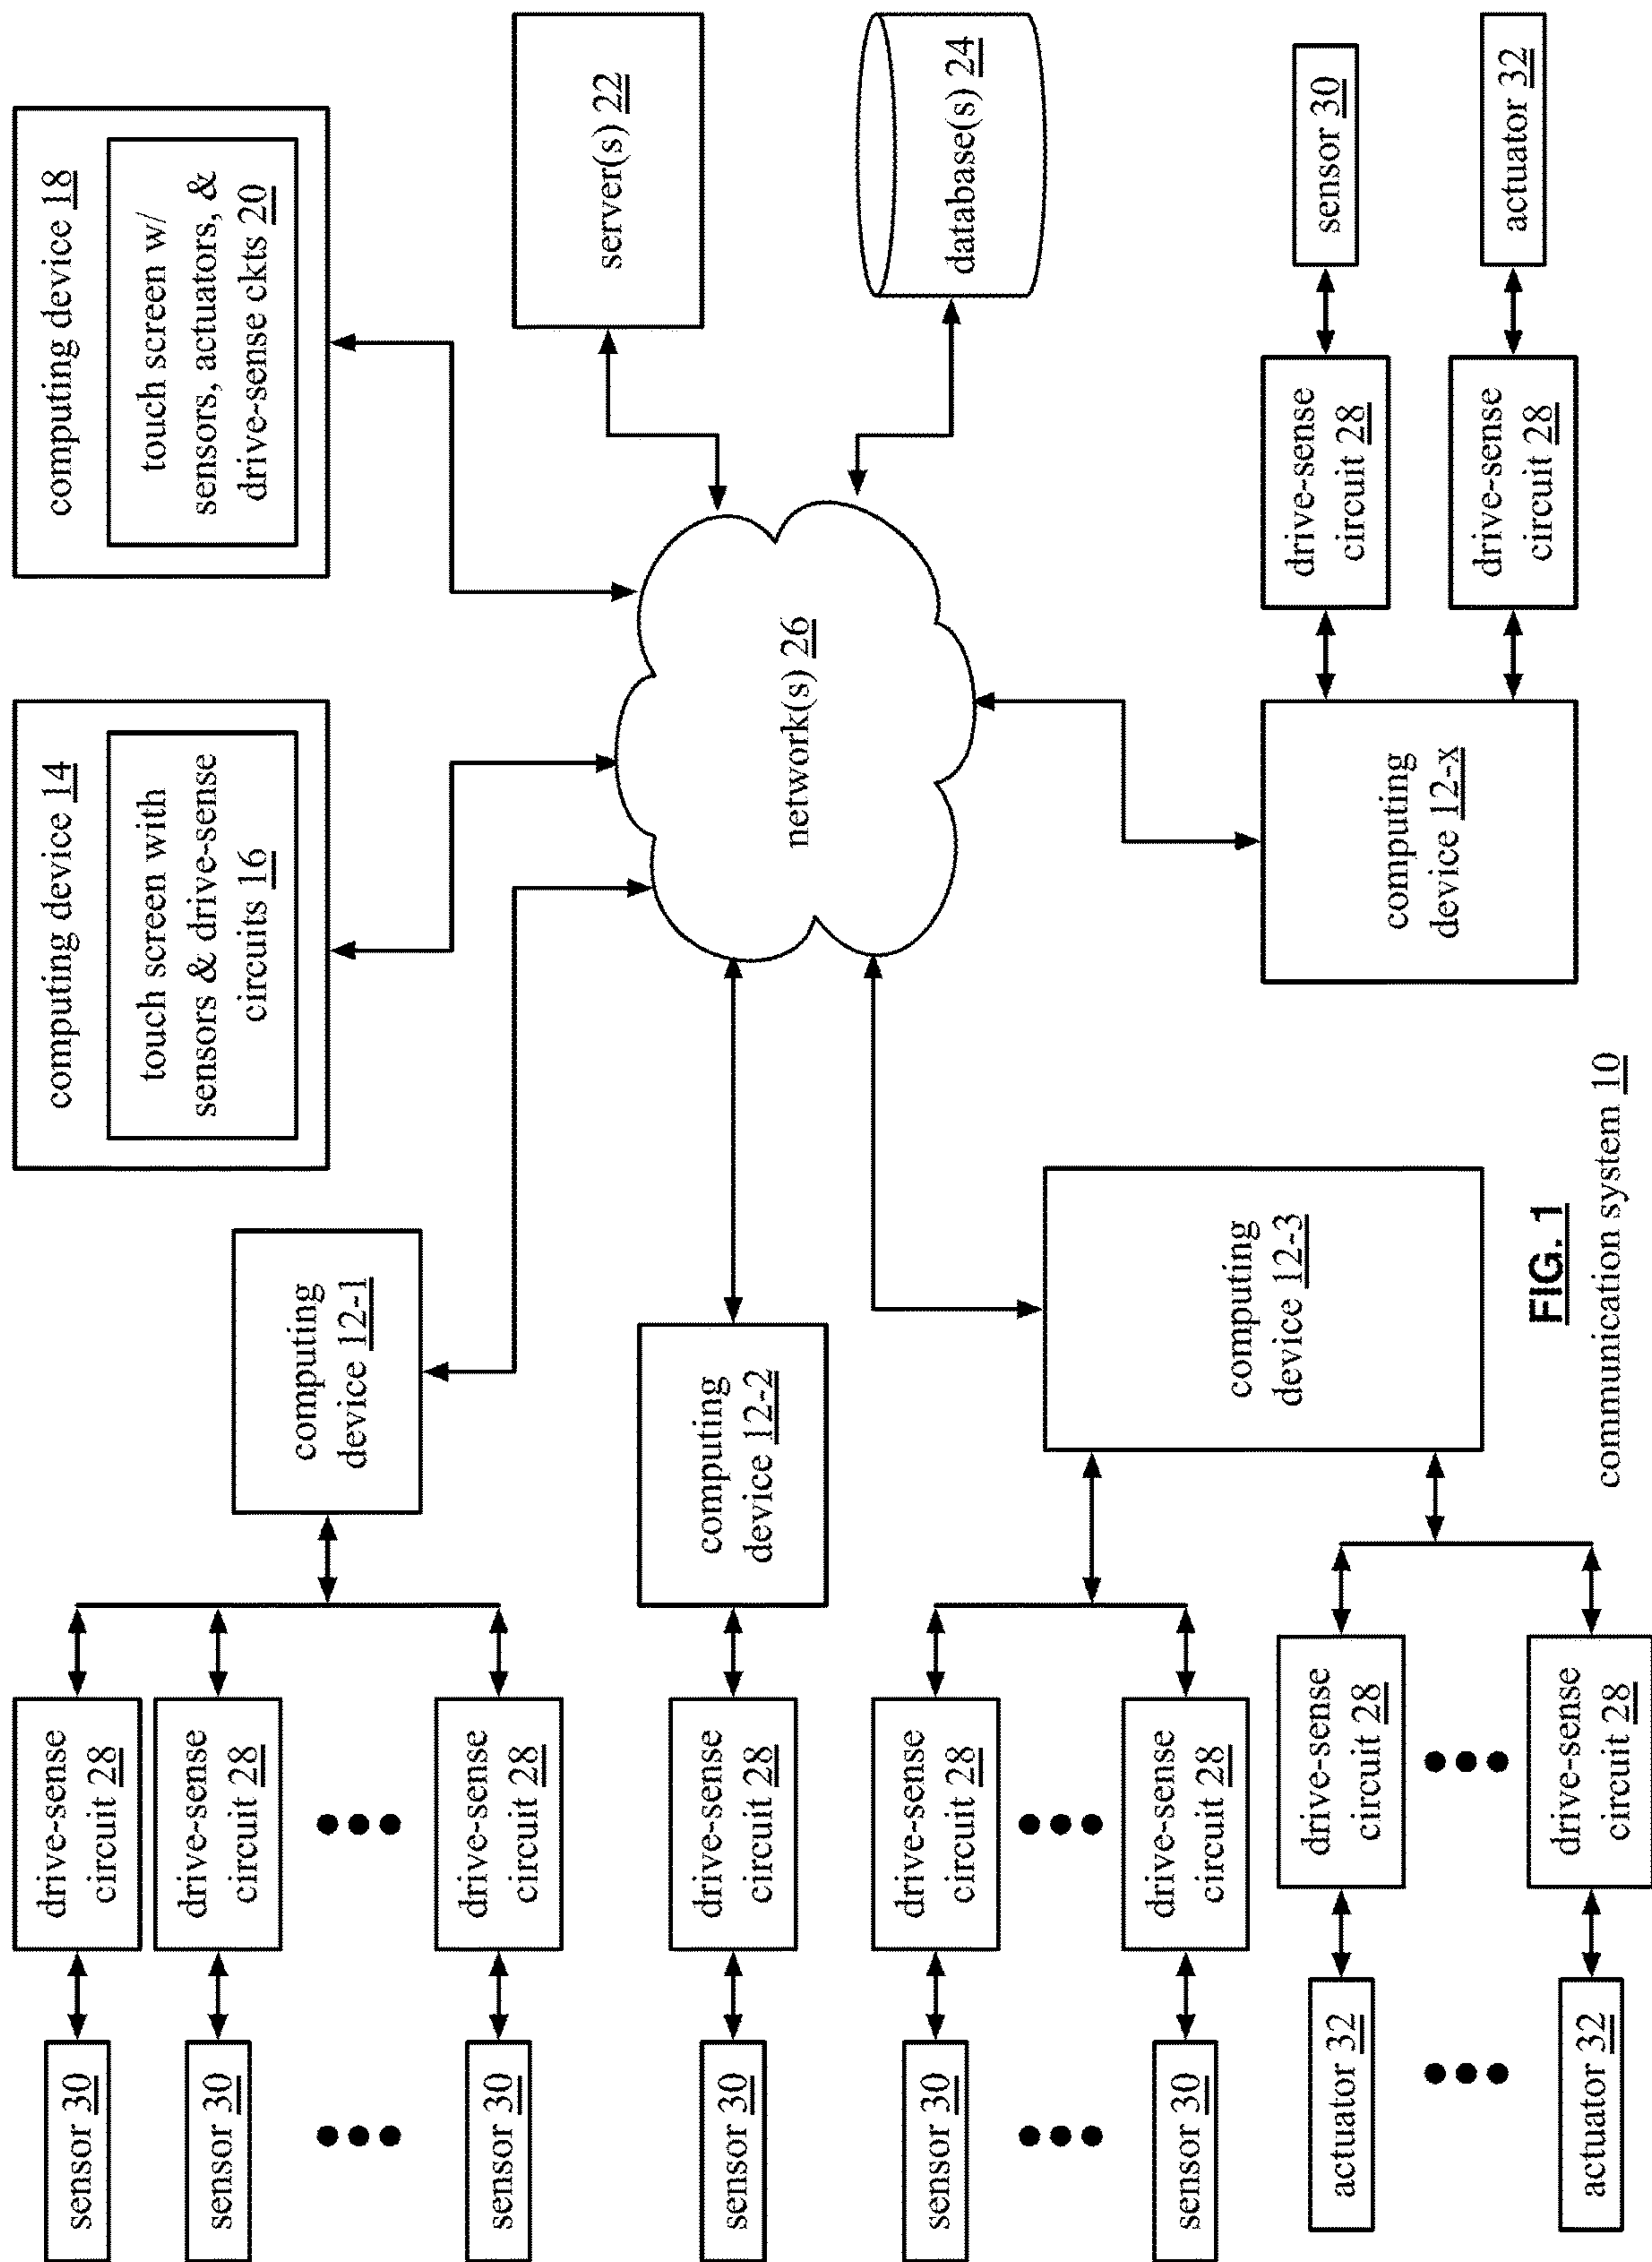 computing device 14
touch screen with
sensors & drive-sense
circuits 16
computing device 18
touch screen w/
sensors, actuators, &
drive-sense ckts 20
sensor 30
drive-sense
circuit 28
sensor 30
drive-sense
circuit 28
sensor 30
drive-sense
circuit 28
computing
device 12-1
server(s) 22
sensor 30
drive-sense
circuit 28
computing
device 12-2
network(s) 26
database(s) 24
sensor 30
drive-sense
circuit 28
sensor 30
drive-sense
circuit 28
actuator 32
drive-sense
circuit 28
actuator 32
drive-sense
circuit 28
computing
device 12-3
computing
device 12-x
drive-sense
circuit 28
sensor 30
drive-sense
circuit 28
actuator 32
FIG. 1
communication system 10